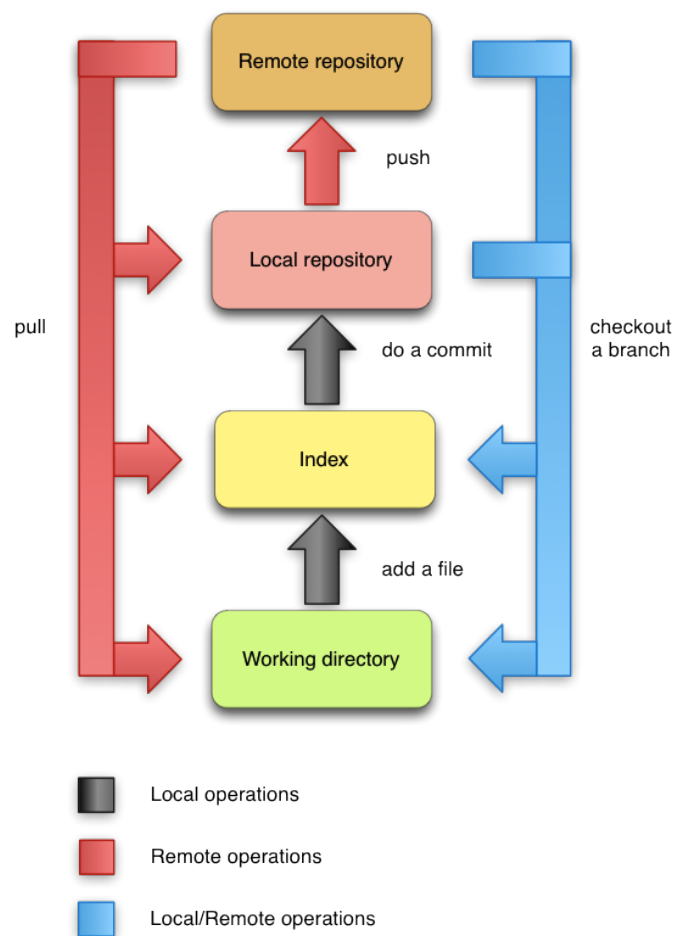 Remote repository
push
Local repository
pull
do a commit
checkout
a branch
Index
add a file
Working directory
Local operations
Remote operations
Local/Remote operations